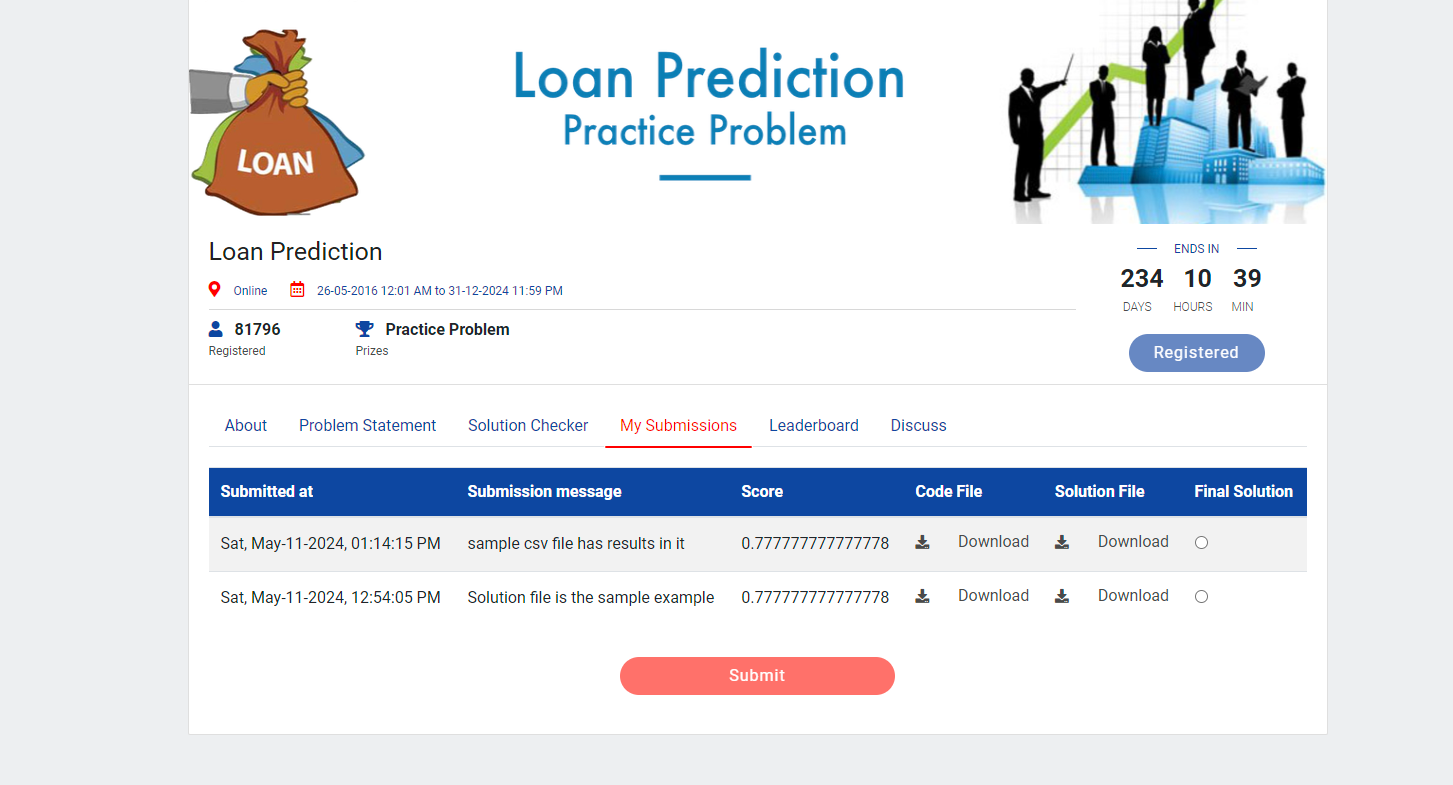 LOAN
Loan Prediction
Practice Problem
Loan Prediction
Online 26-05-2016 12:01 AM to 31-12-2024 11:59 PM
81796 Practice Problem
Registered Prizes
ENDS IN
234 10 39
DAYS HOURS MIN
Registered
About Problem Statement Solution Checker My Submissions Leaderboard Discuss
Submitted at Submission message Score Code File Solution File Final Solution
Sat, May-11-2024, 01:14:15 PM sample csv file has results in it 0.777777777777778 Download Download
Sat, May-11-2024, 12:54:05 PM Solution file is the sample example 0.777777777777778 Download Download
Submit